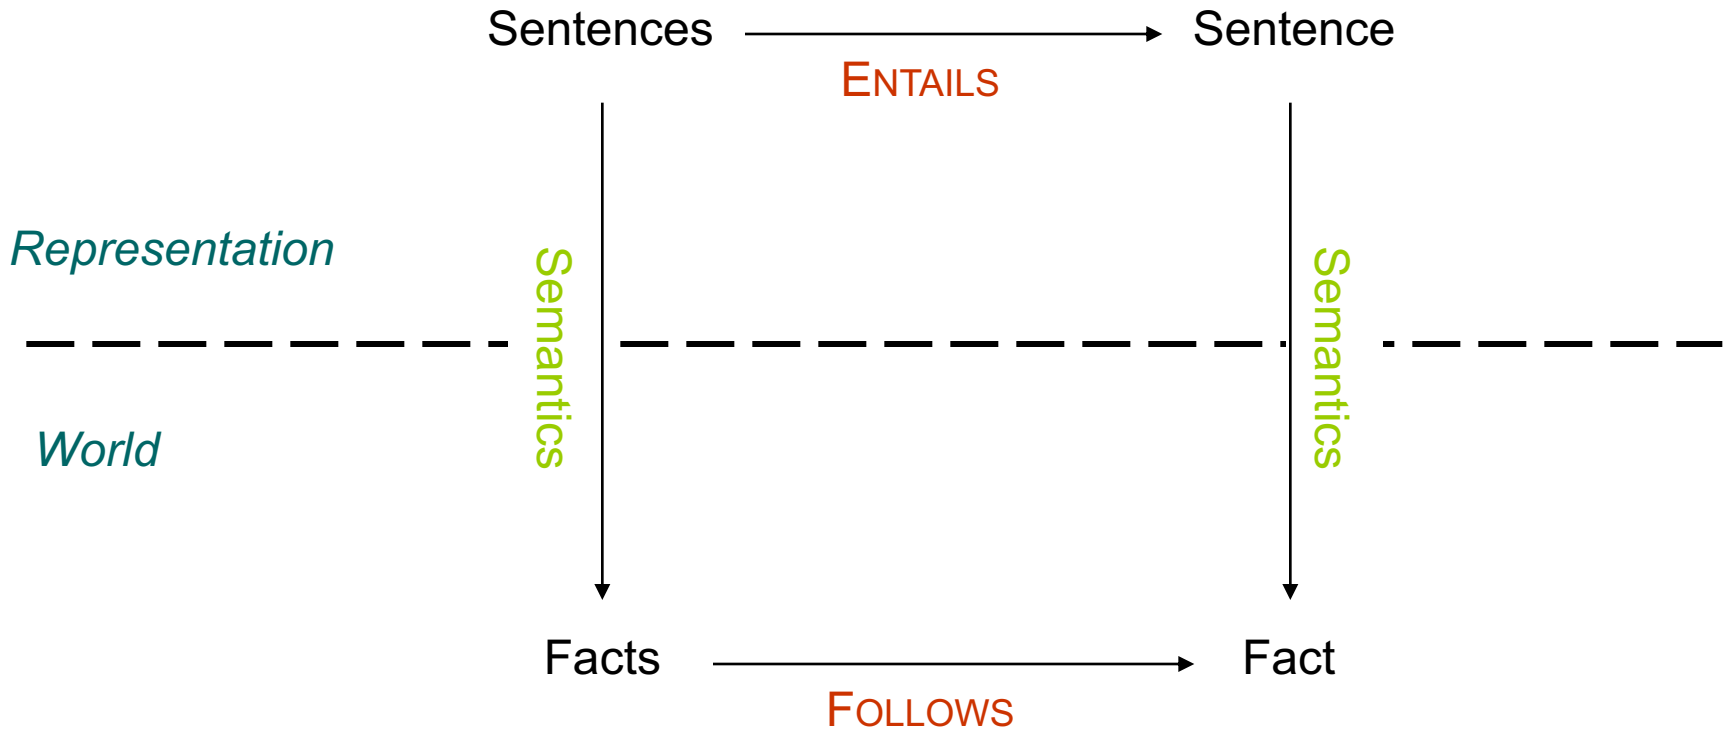 Sentences Sentence
ENTAILS
Representation
Semantics Semantics
World
Facts Fact
FOLLOWS